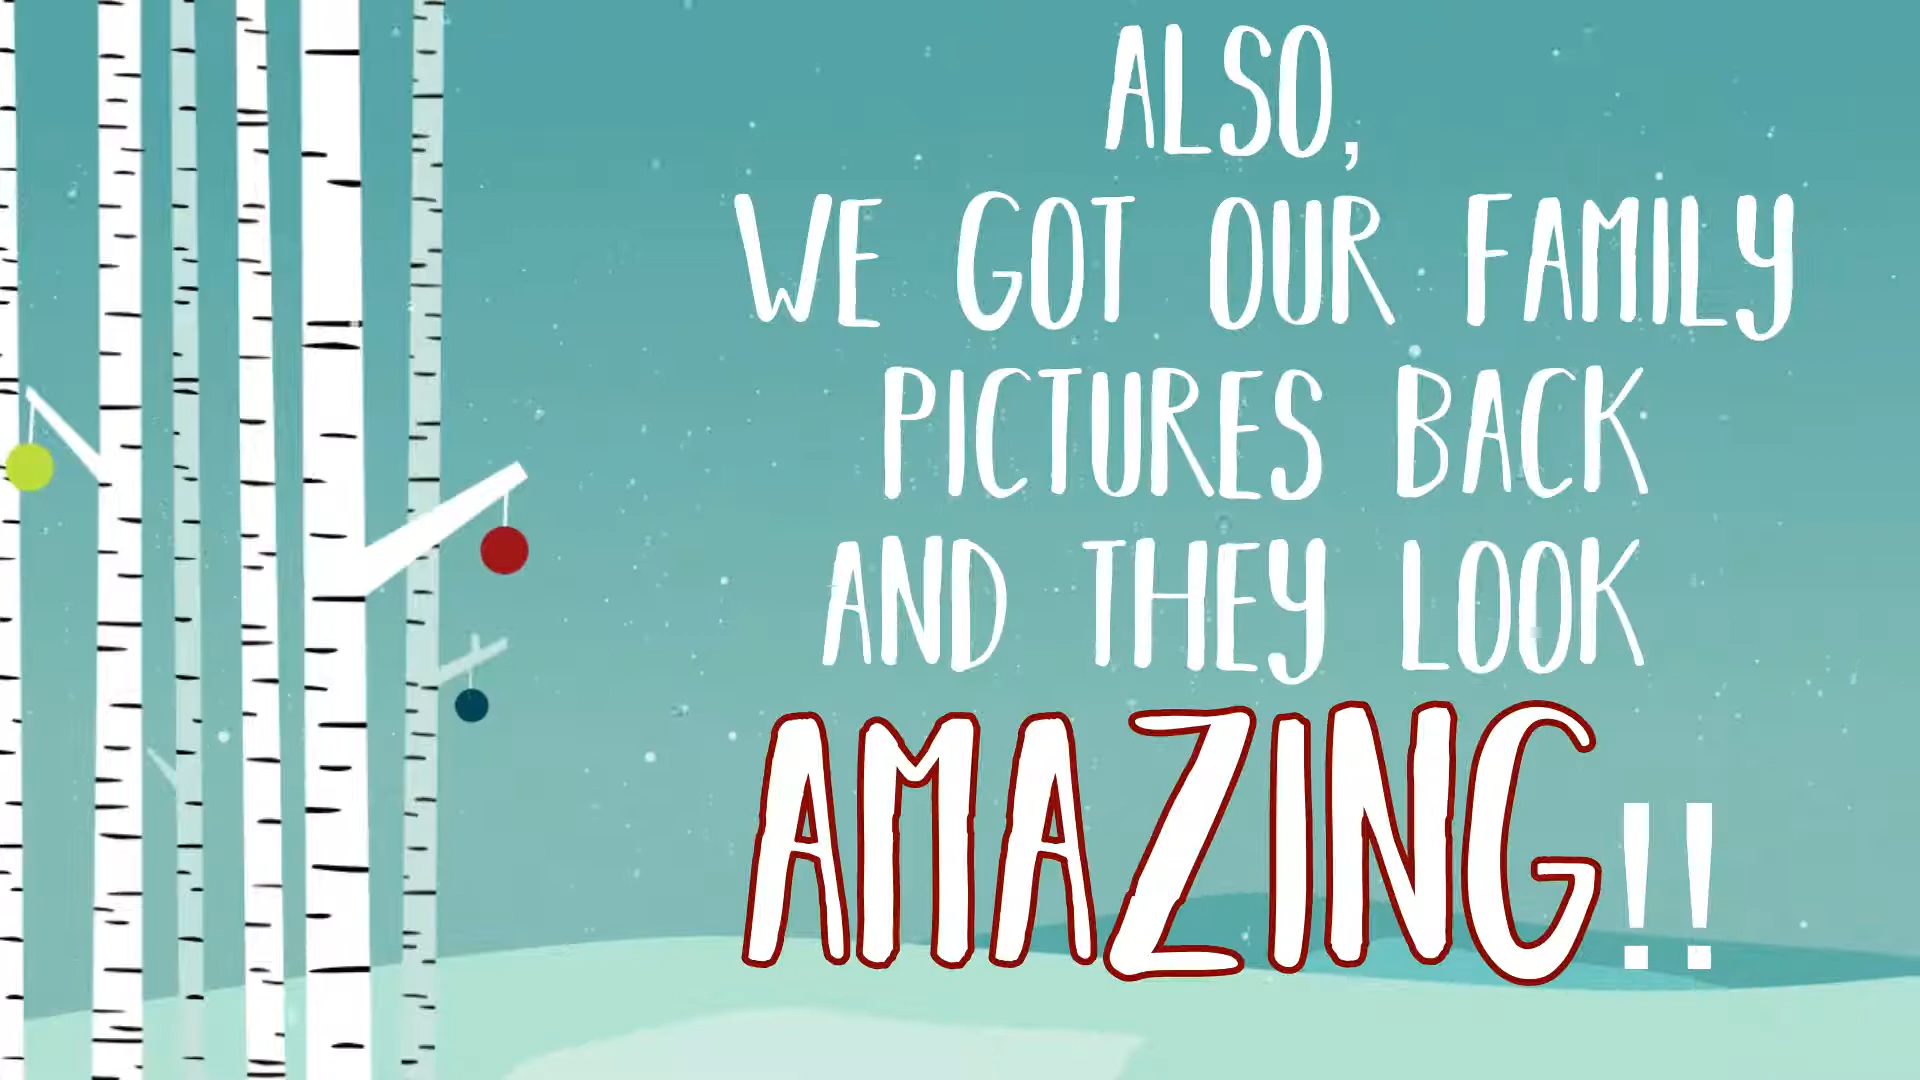 ALSO,
WE GOT OUR FAMILY
PICTURES BACK
AND THEY LOOK
AMAZING!!